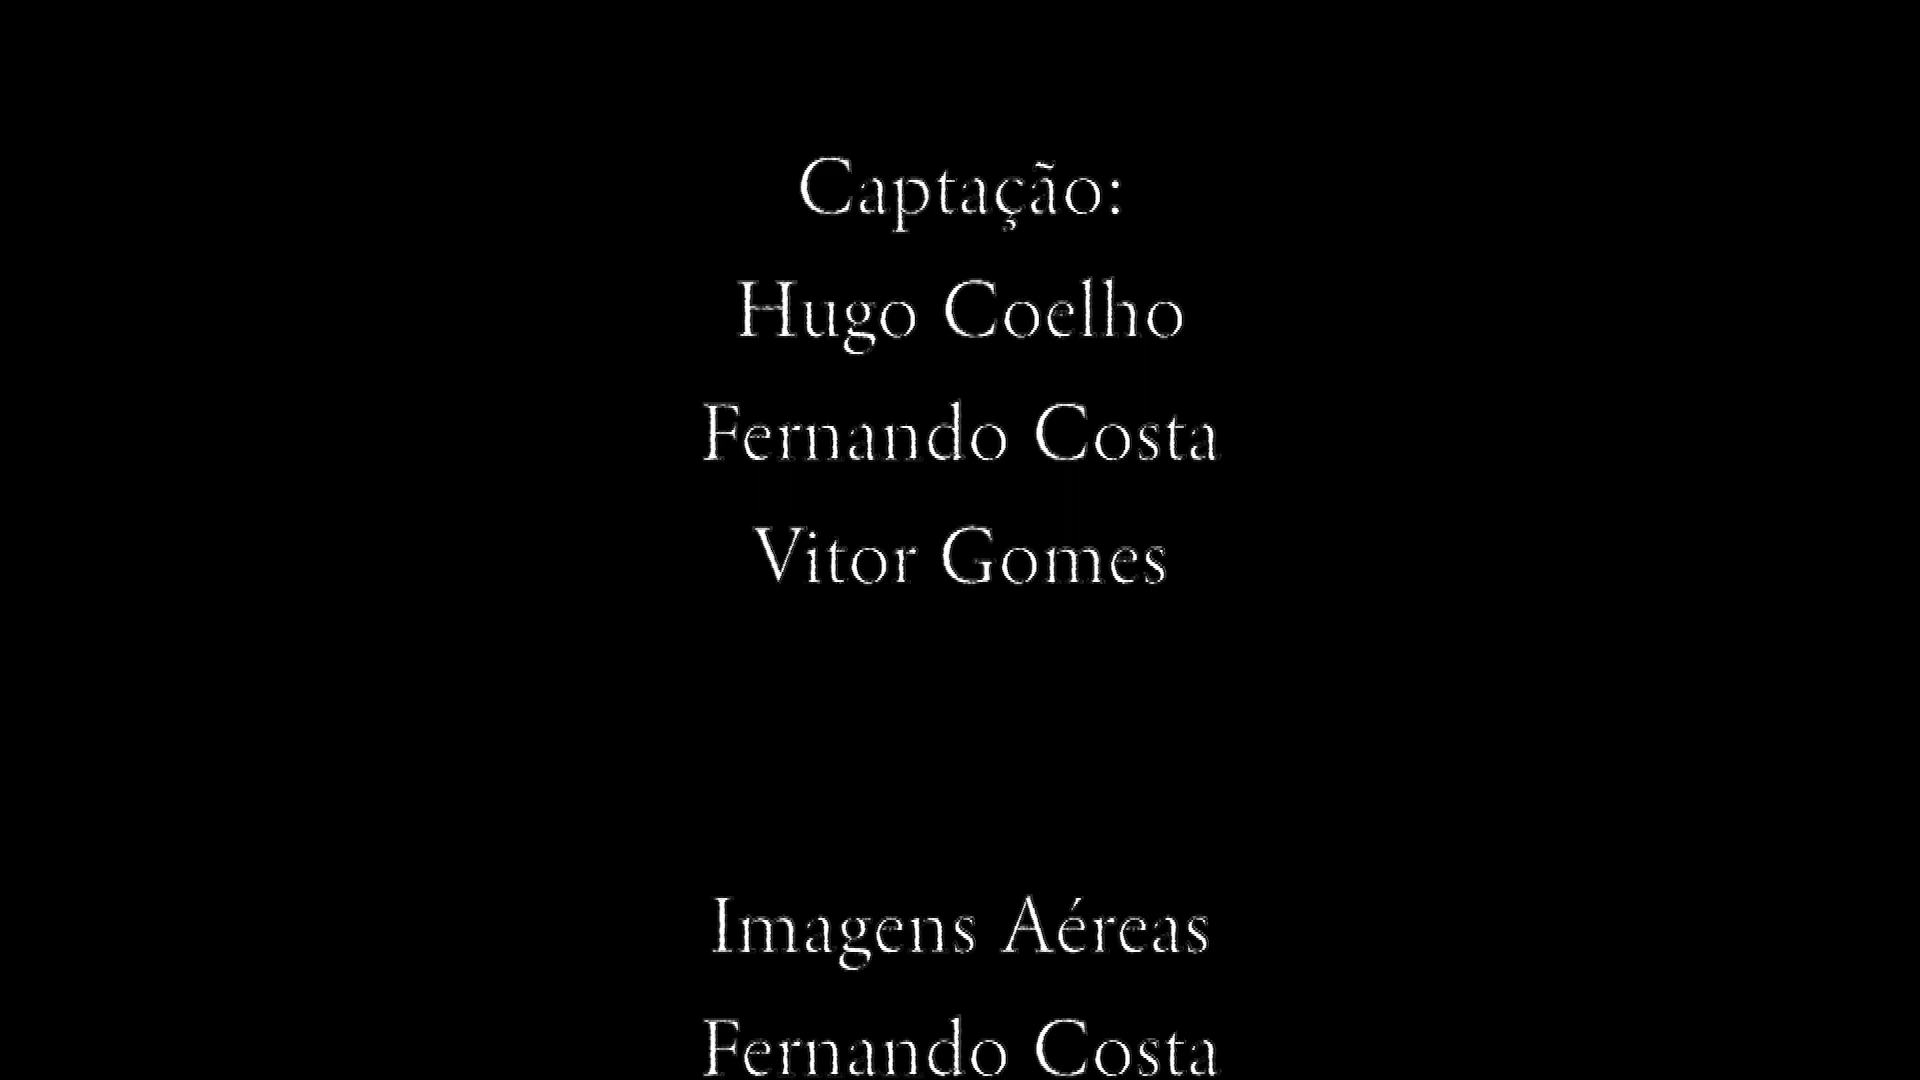 Captação:
Hugo Coelho
Fernando Costa
Vitor Gomes
Imagens Aéreas
Fernando Costa